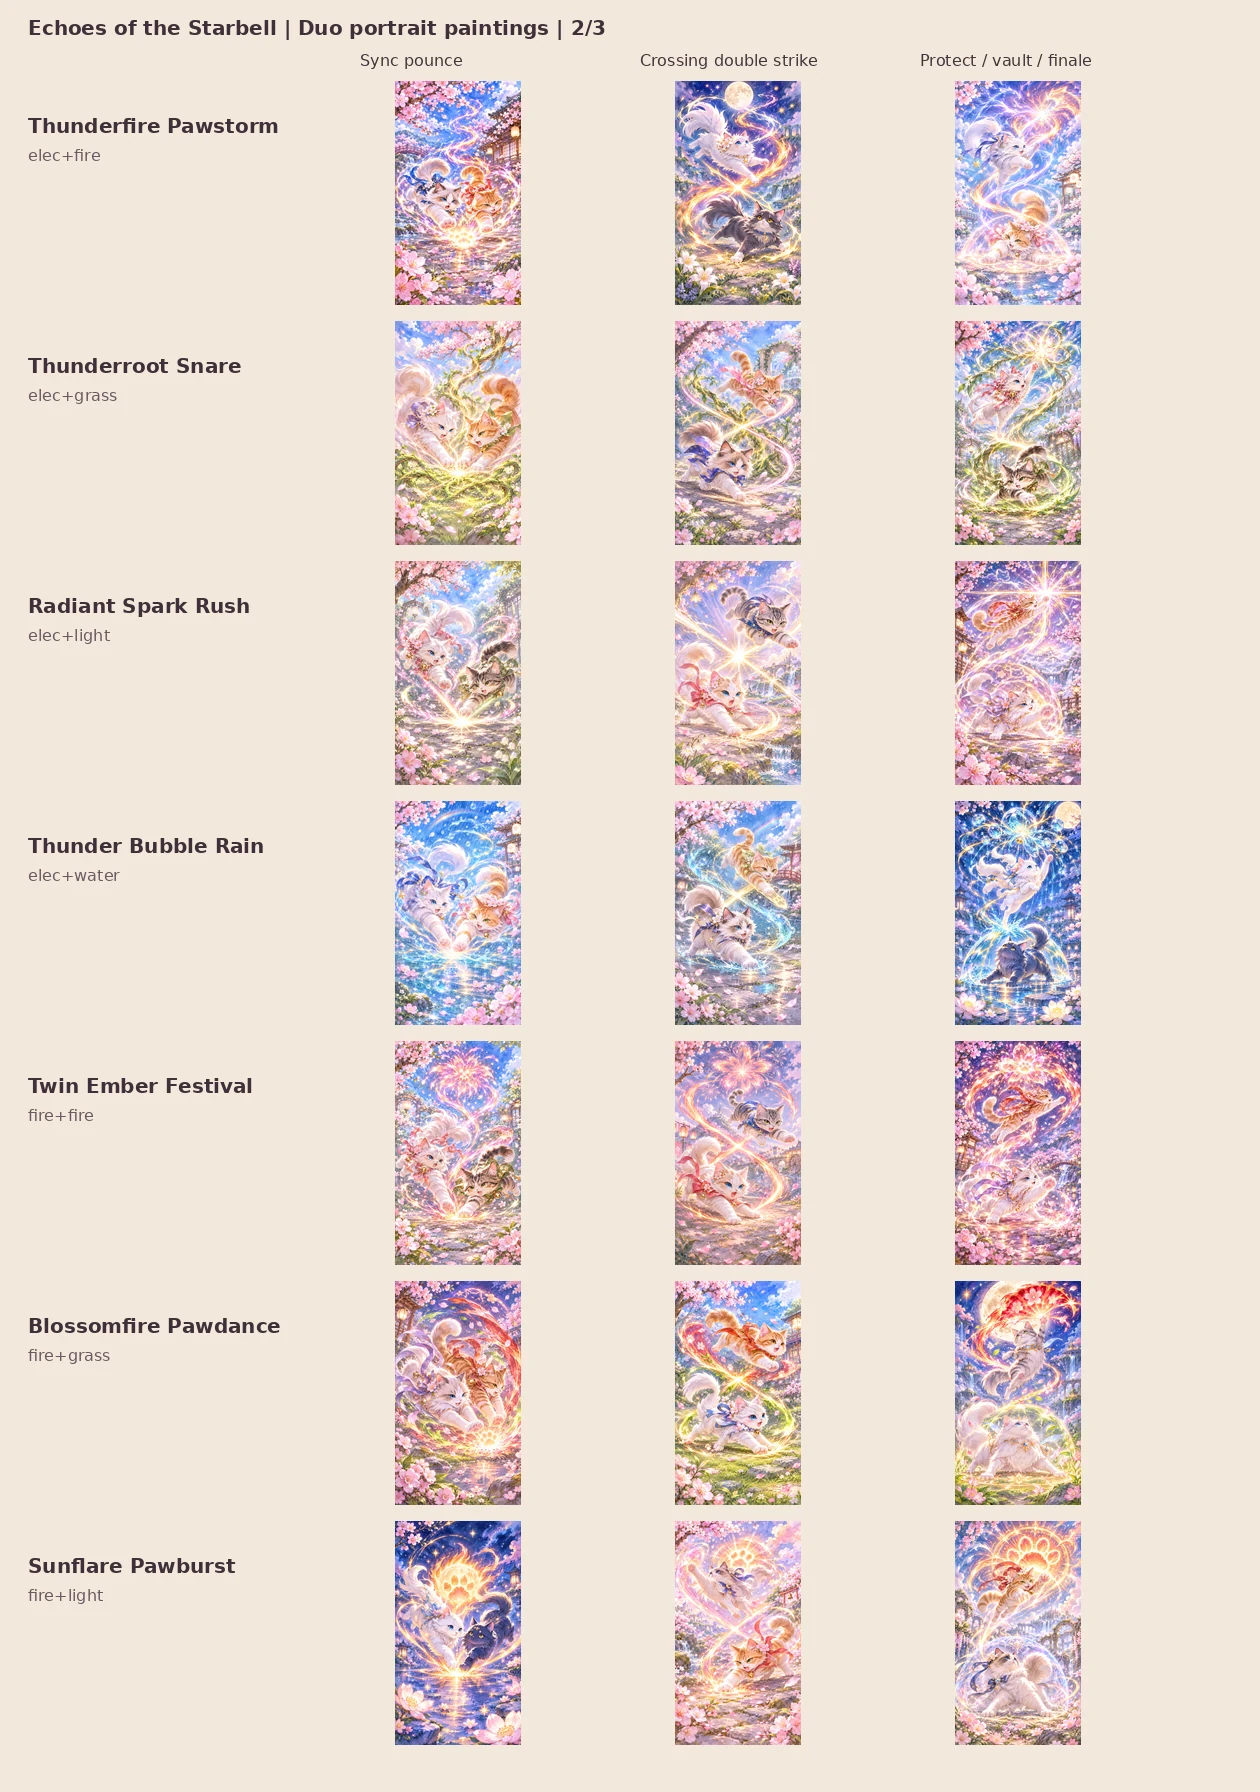 Echoes of the Starbell | Duo portrait paintings | 2/3
Sync pounce
Crossing double strike
Protect / vault / finale
Thunderfire Pawstorm
elec+fire
Thunderroot Snare
elec+grass
Radiant Spark Rush
elec+light
Thunder Bubble Rain
elec+water
Twin Ember Festival
fire+fire
Blossomfire Pawdance
fire+grass
Sunflare Pawburst
fire+light